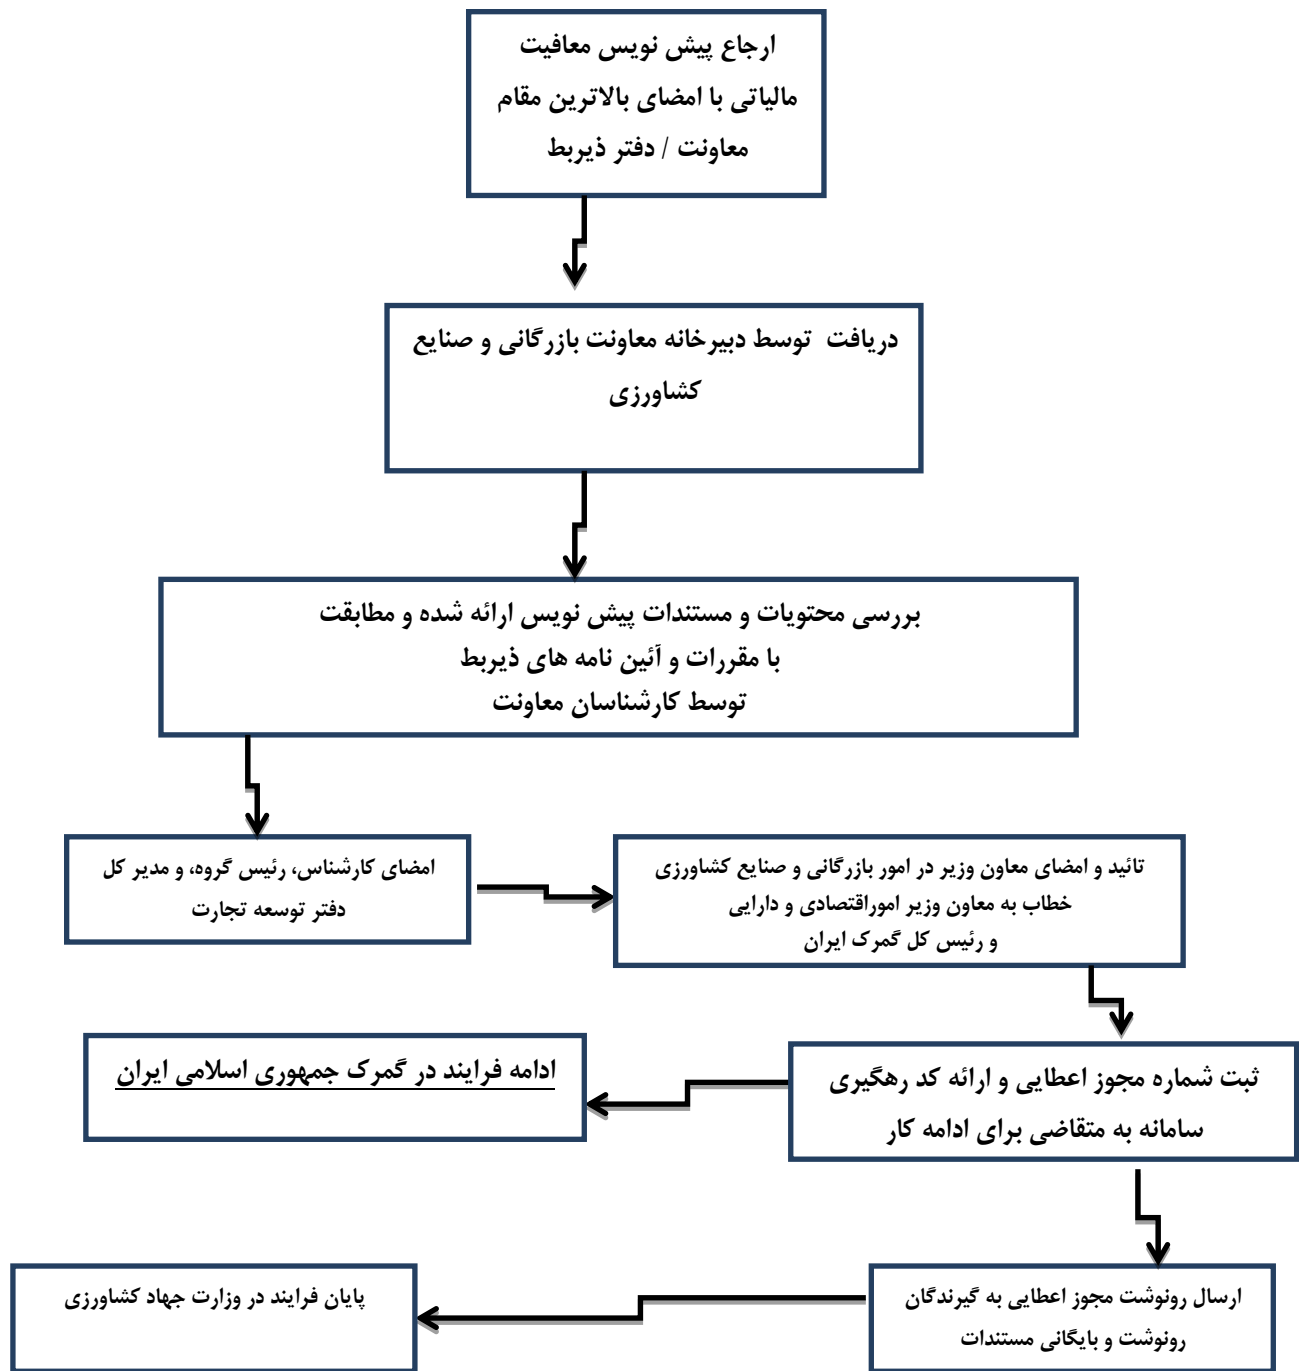 ارجاع پیش نویس معافیت
مالیاتی با امضای بالاترین مقام
معاونت / دفتر ذیربط
دریافت توسط دبیرخانه معاونت بازرگانی و صنایع
کشاورزی
بررسی محتویات و مستندات پیش نویس ارائه شده و مطابقت
با مقررات و آئین نامه های ذیربط
توسط کارشناسان معاونت
امضای کارشناس، رئیس گروه، و مدیر کل
دفتر توسعه تجارت
تائید و امضای معاون وزیر در امور بازرگانی و صنایع کشاورزی
خطاب به معاون وزیر اموراقتصادی و دارایی
و رئیس کل گمرک ایران
ثبت شماره مجوز اعطایی و ارائه کد رهگیری
سامانه به متقاضی برای ادامه کار
ادامه فرایند در گمرک جمهوری اسلامی ایران
ارسال رونوشت مجوز اعطایی به گیرندگان
رونوشت و بایگانی مستندات
پایان فرایند در وزارت جهاد کشاورزی